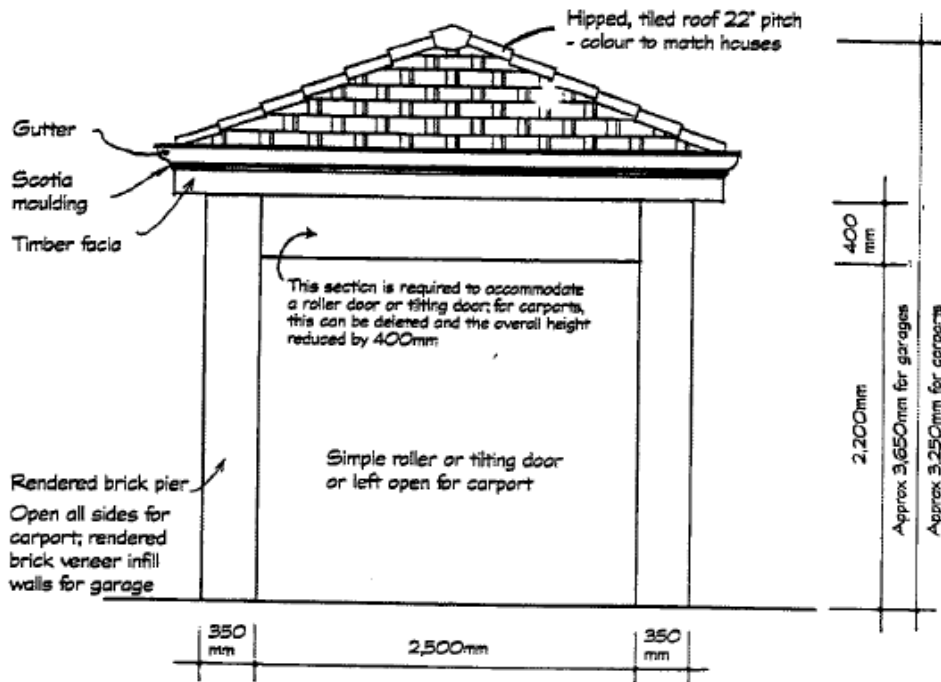 Hipped, tiled roof 22° pitch
- colour to match houses
Gutter
Scotia
moulding
Timber facia
This section is required to accommodate
a roller door or tilting door; for carports,
this can be deleted and the overall height
reduced by 400mm
Simple roller or tilting door
or left open for carport
Rendered brick pier
Open all sides for
carport; rendered
brick veneer infill
walls for garage
400
mm
2,200mm
Approx 3,650mm for garages
Approx 3,250mm for carports
350
mm
2,500mm
350
mm